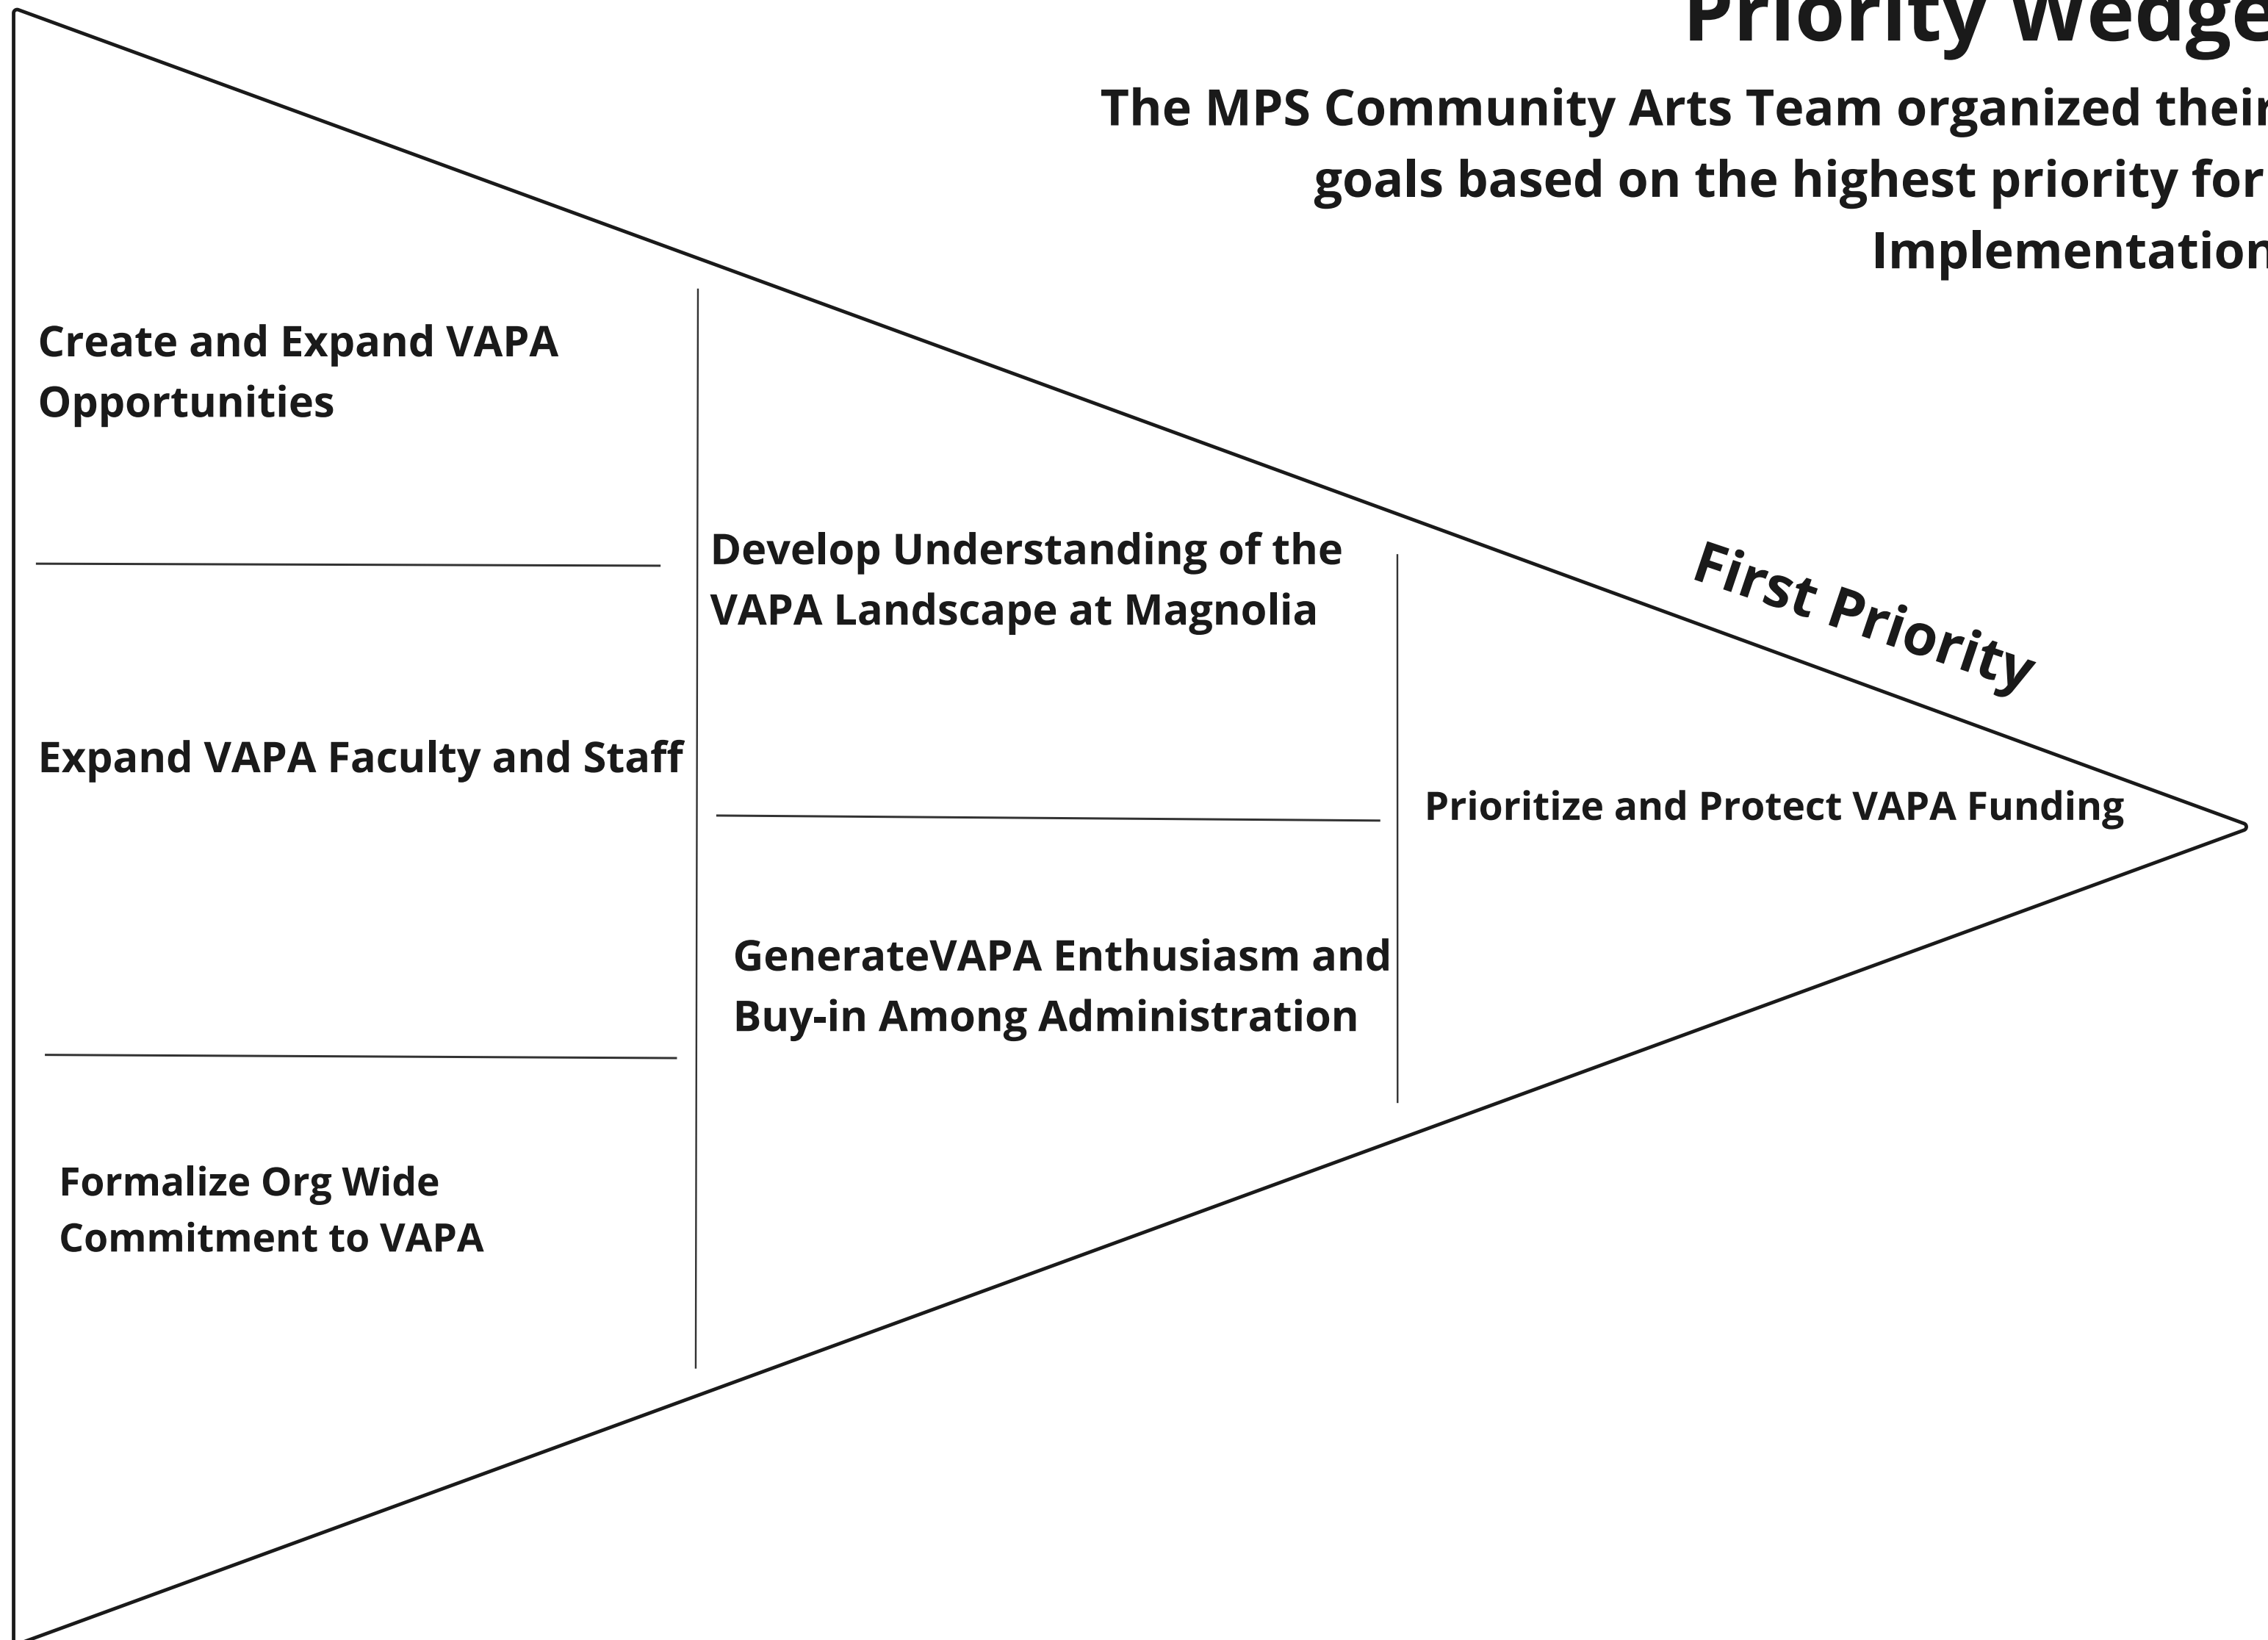 Priority Wedge
The MPS Community Arts Team organized their
goals based on the highest priority for
Implementation
Create and Expand VAPA
Opportunities
Expand VAPA Faculty and Staff
Formalize Org Wide
Commitment to VAPA
Develop Understanding of the
VAPA Landscape at Magnolia
GenerateVAPA Enthusiasm and
Buy-in Among Administration
First Priority
Prioritize and Protect VAPA Funding